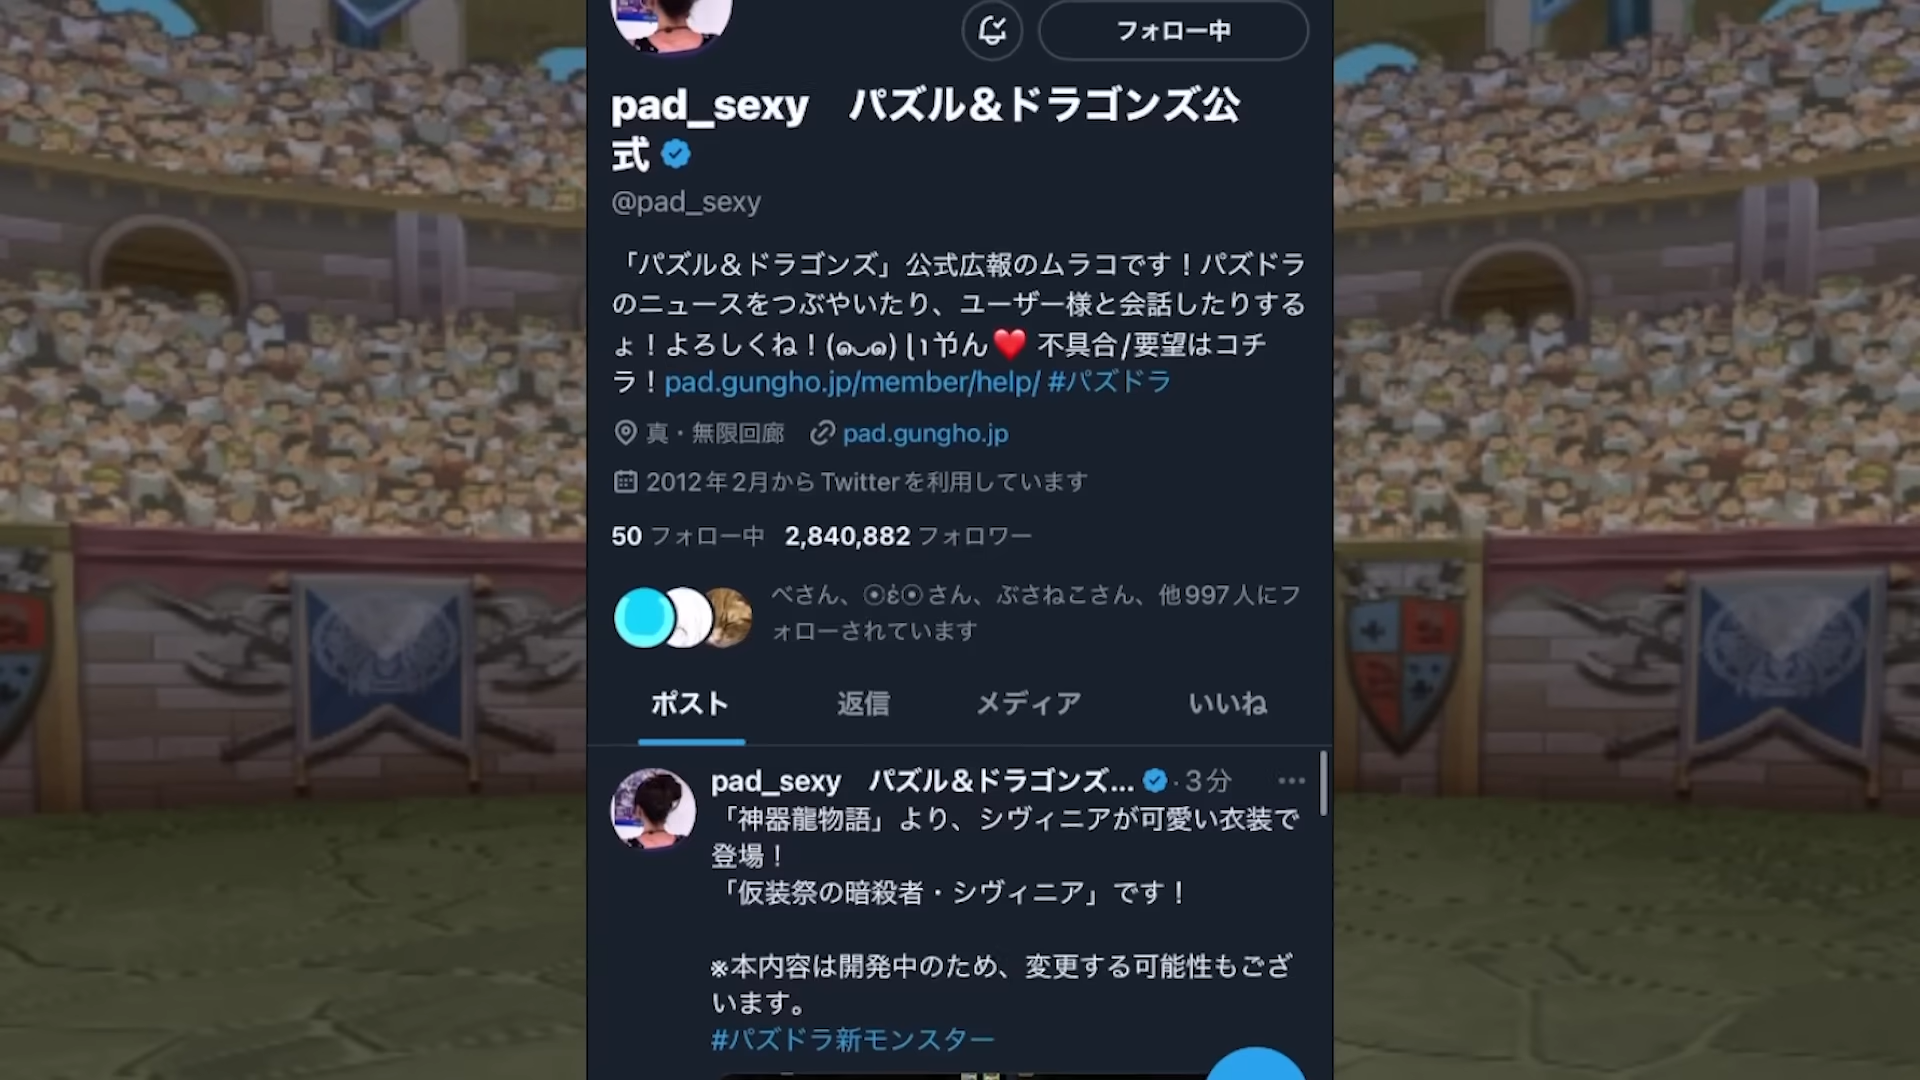 フォロー中
pad_sexy　パズル＆ドラゴンズ公
式
@pad_sexy
「パズル＆ドラゴンズ」公式広報のムラコです！パズドラ
のニュースをつぶやいたり、ユーザー様と会話したりする
ょ！よろしくね！(๑◡๑) しı 兯ん❤️ 不具合/要望はコチ
ラ！pad.gungho.jp/member/help/ #パズドラ
真・無限回廊 pad.gungho.jp
2012年2月から Twitterを利用しています
50 フォロー中 2,840,882 フォロワー
べさん、☉έ☉さん、ぷさねこさん、他997人にフ
ォローされています
ポスト 返信 メディア いいね
pad_sexy　パズル＆ドラゴンズ... · 3分
「神器龍物語」より、シヴィニアが可愛い衣装で
登場！
「仮装祭の暗殺者・シヴィニア」です！
※本内容は開発中のため、変更する可能性もござ
います。
#パズドラ新モンスター